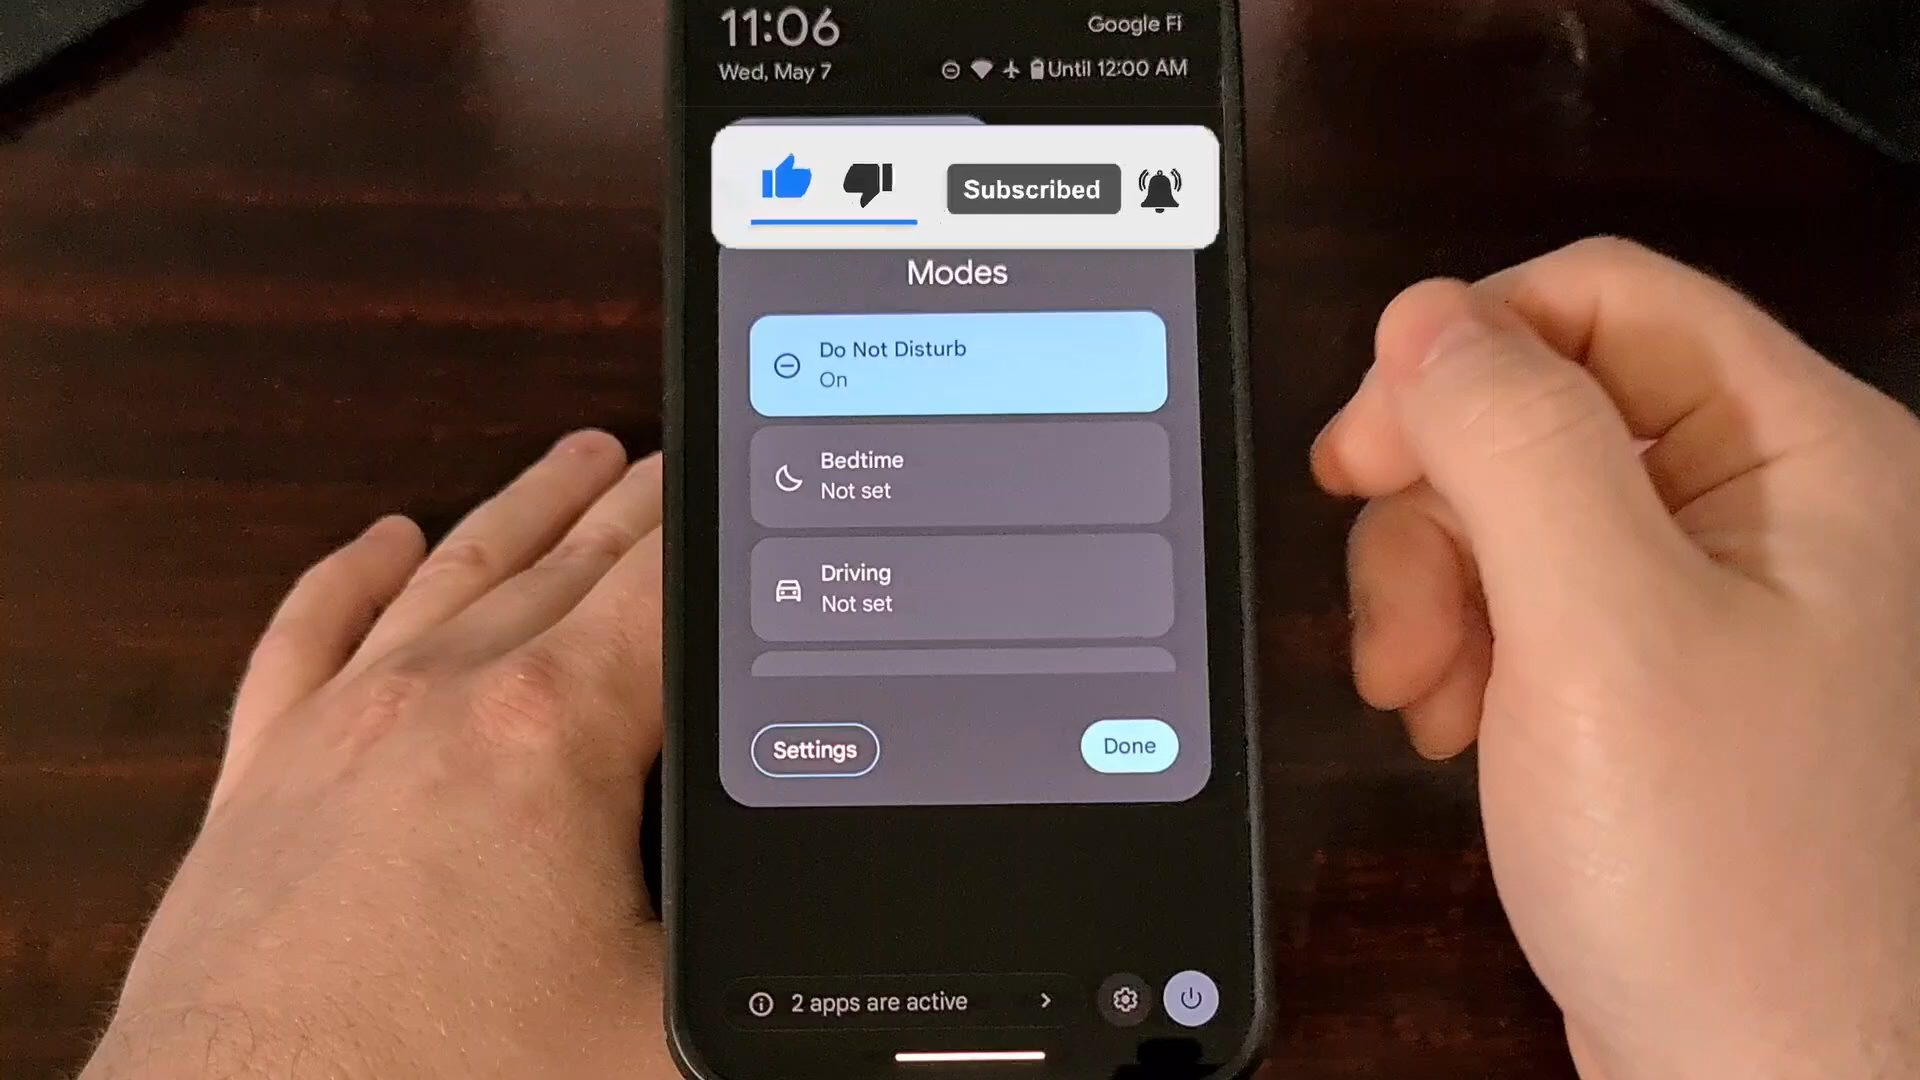 11:06
Google Fi
Wed, May 7
Until 12:00 AM
Subscribed
Modes
Do Not Disturb
On
Bedtime
Not set
Driving
Not set
Settings
Done
2 apps are active